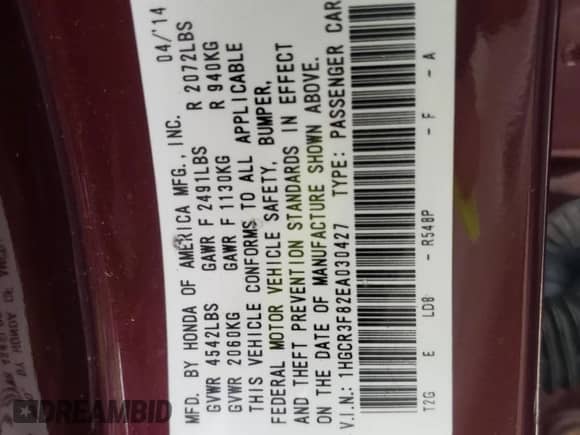 MFD. BY HONDA OF AMERICA MFG., INC. 04/'14
GVWR 4542LBS GAWR F 2491LBS R 2072LBS
GVWR 2060KG GAWR F 1130KG R 940KG
THIS VEHICLE CONFORMS TO ALL APPLICABLE
FEDERAL MOTOR VEHICLE SAFETY, BUMPER,
AND THEFT PREVENTION STANDARDS IN EFFECT
ON THE DATE OF MANUFACTURE SHOWN ABOVE.
V.I.N.: 1HGCR3F82EA030427 TYPE: PASSENGER CAR
T2G E LD8 - R548P - F - A
DREAMBID